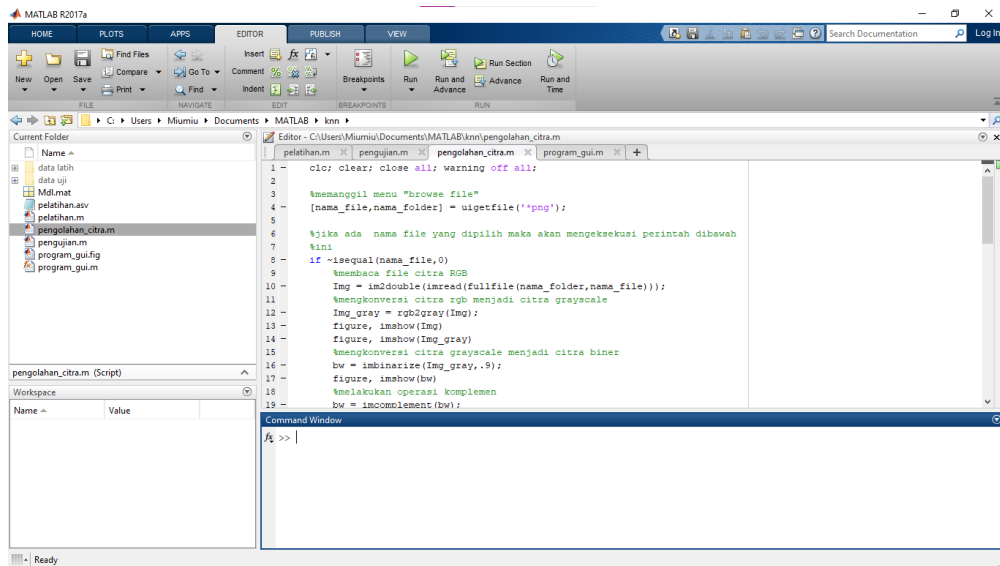 MATLAB R2017a
HOME PLOTS APPS EDITOR PUBLISH VIEW Search Documentation Log In
New Open Save Find Files Compare Print Go To Find Insert Comment Indent Breakpoints Run Run and Advance Run Section Advance Run and Time
FILE NAVIGATE EDIT BREAKPOINTS RUN
C: Users Miumiu Documents MATLAB knn
Current Folder
Name
data latih
data uji
Mdl.mat
pelatihan.asv
pelatihan.m
pengolahan_citra.m
pengujian.m
program_gui.fig
program_gui.m
pengolahan_citra.m (Script)
Workspace
Name Value
Editor - C:\Users\Miumiu\Documents\MATLAB\knn\pengolahan_citra.m
pelatihan.m pengujian.m pengolahan_citra.m program_gui.m +
1 - clc; clear; close all; warning off all;
2
3 %memanggil menu "browse file"
4 - [nama_file,nama_folder] = uigetfile('*png');
5
6 %jika ada nama file yang dipilih maka akan mengeksekusi perintah dibawah
7 %ini
8 - if ~isequal(nama_file,0)
9 %membaca file citra RGB
10 - Img = im2double(imread(fullfile(nama_folder,nama_file)));
11 %mengkonversi citra rgb menjadi citra grayscale
12 - Img_gray = rgb2gray(Img);
13 - figure, imshow(Img)
14 - figure, imshow(Img_gray)
15 %mengkonversi citra grayscale menjadi citra biner
16 - bw = imbinarize(Img_gray,.9);
17 - figure, imshow(bw)
18 %melakukan operasi komplemen
19 - bw = imcomplement(bw);
Command Window
fx >>
Ready